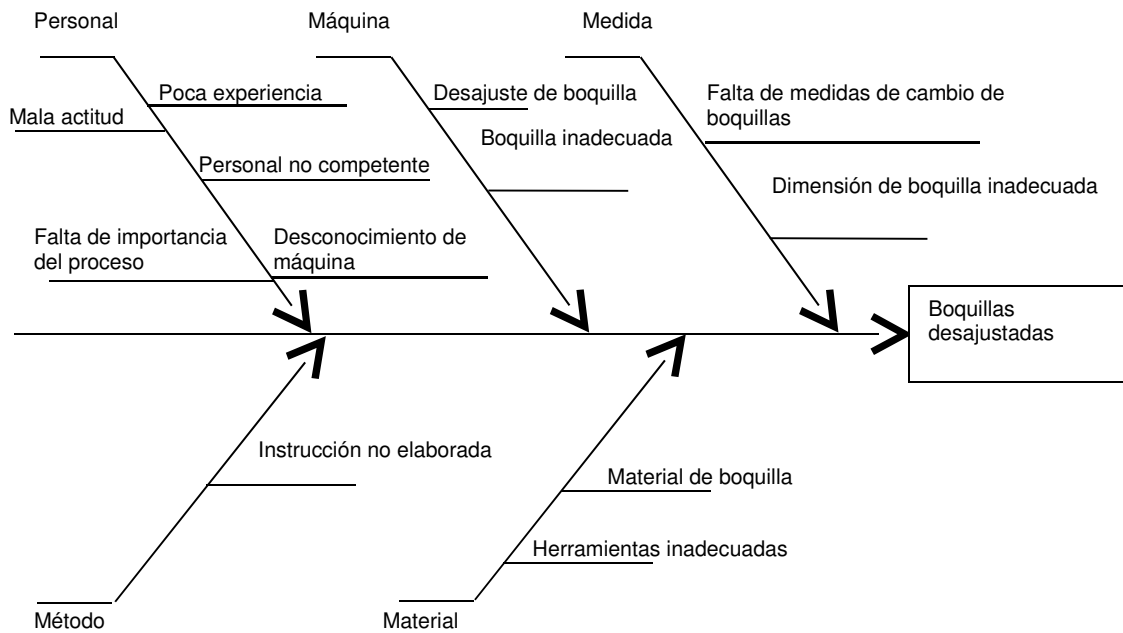 Personal
Máquina
Medida
Poca experiencia
Mala actitud
Personal no competente
Falta de importancia
del proceso
Desconocimiento de
máquina
Desajuste de boquilla
Boquilla inadecuada
Falta de medidas de cambio de
boquillas
Dimensión de boquilla inadecuada
Boquillas
desajustadas
Instrucción no elaborada
Material de boquilla
Herramientas inadecuadas
Método
Material